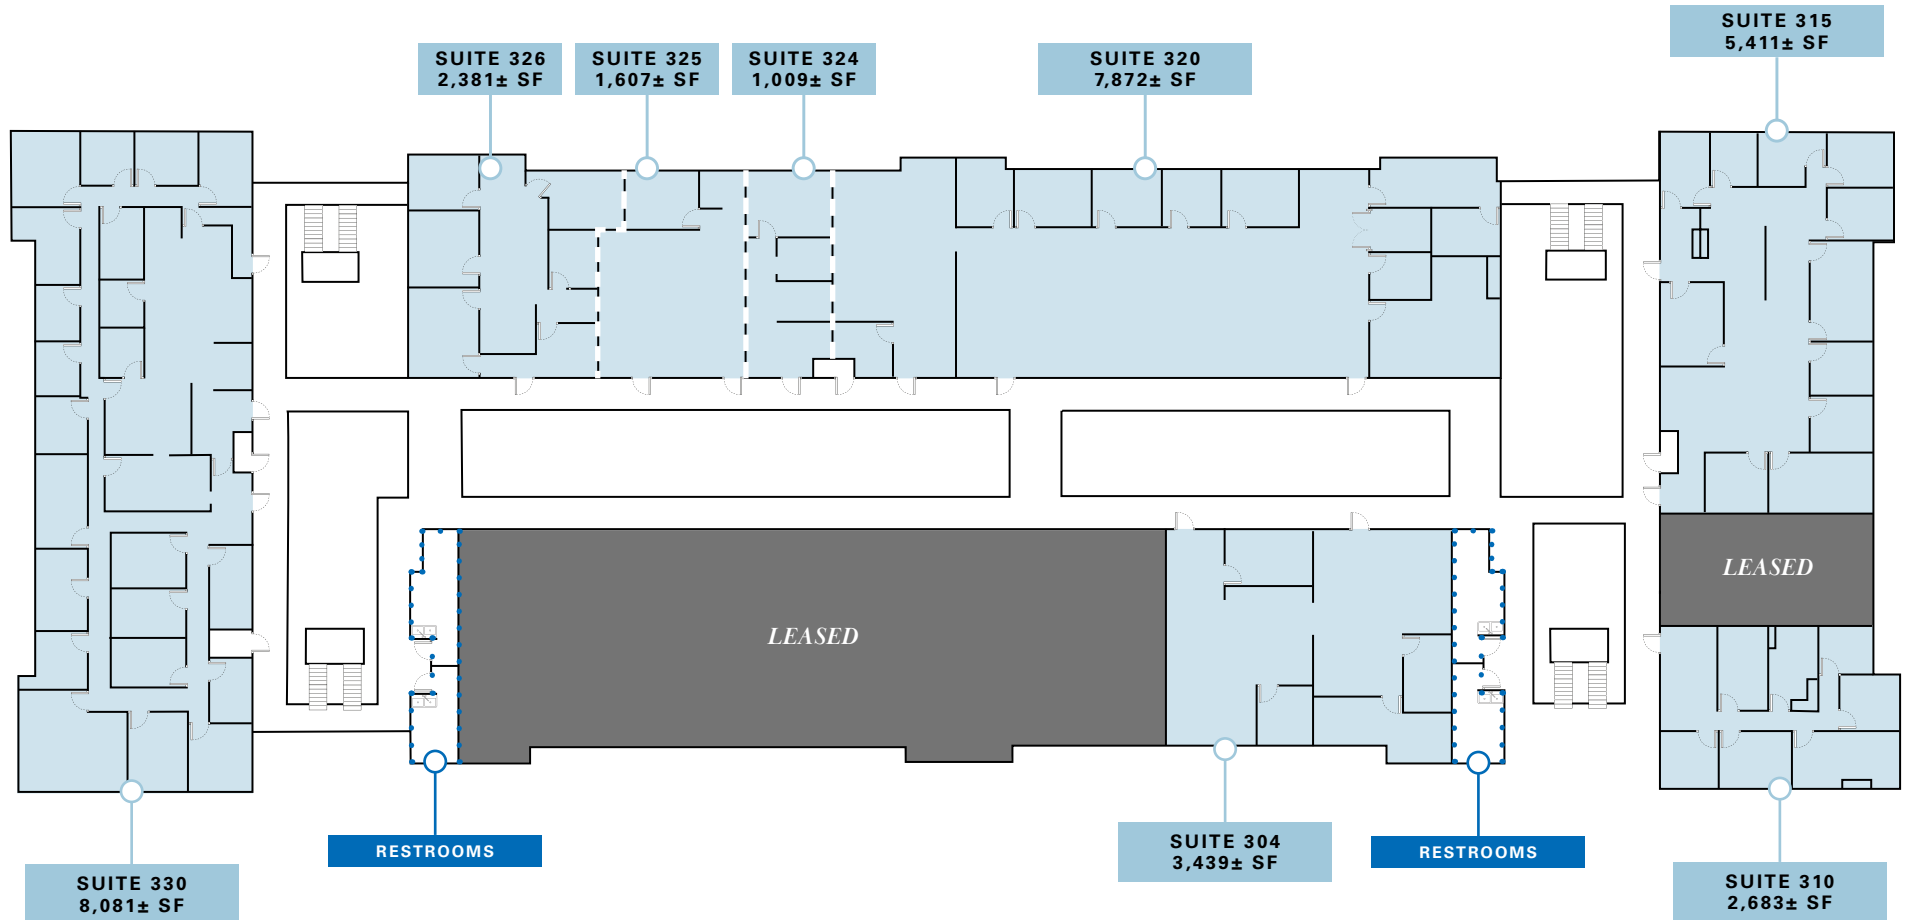 SUITE 315
5,411± SF
SUITE 326
2,381± SF
SUITE 325
1,607± SF
SUITE 324
1,009± SF
SUITE 320
7,872± SF
LEASED
LEASED
RESTROOMS
SUITE 304
3,439± SF
RESTROOMS
SUITE 330
8,081± SF
SUITE 310
2,683± SF